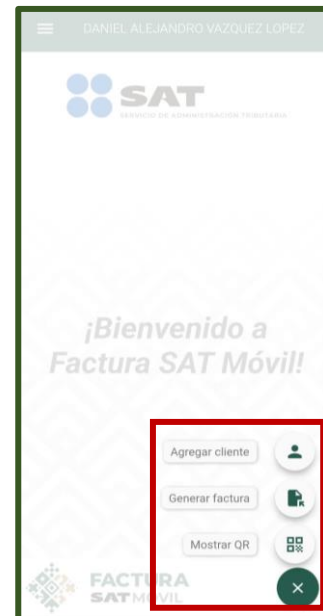 DANIEL ALEJANDRO VAZQUEZ LOPEZ
SAT
SERVICIO DE ADMINISTRACIÓN TRIBUTARIA
¡Bienvenido a
Factura SAT Móvil!
Agregar cliente
Generar factura
Mostrar QR
FACTURA
SAT MÓVIL